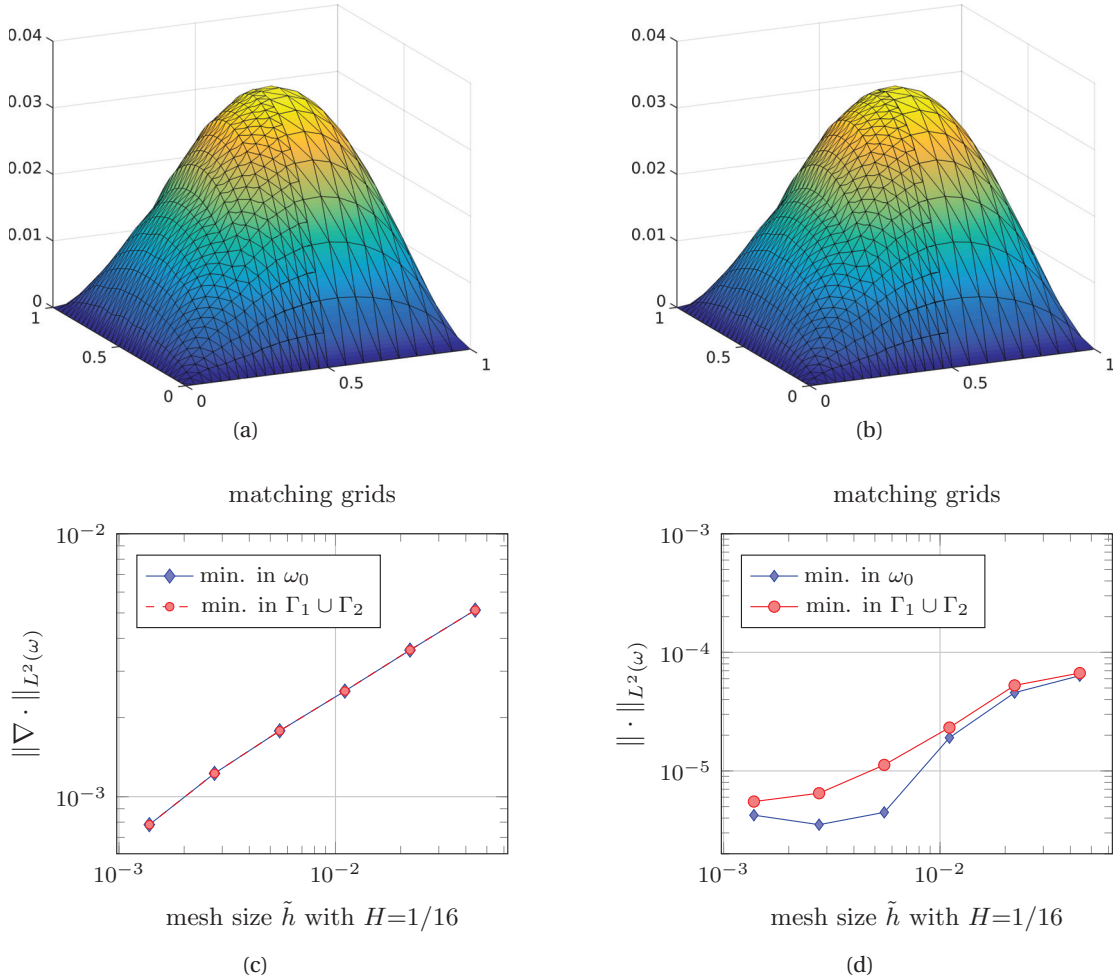 0.04
0.03
0.02
0.01
0
1
0.5
0
0
0.5
1
(a)
0.04
0.03
0.02
0.01
0
1
0.5
0
0
0.5
1
(b)
matching grids
10⁻²
10⁻³
‖∇ · ‖L²(ω)
min. in ω₀
min. in Γ₁ ∪ Γ₂
10⁻³ 10⁻²
mesh size h̃ with H=1/16
(c)
matching grids
10⁻³
10⁻⁴
10⁻⁵
‖ · ‖L²(ω)
min. in ω₀
min. in Γ₁ ∪ Γ₂
10⁻³ 10⁻²
mesh size h̃ with H=1/16
(d)